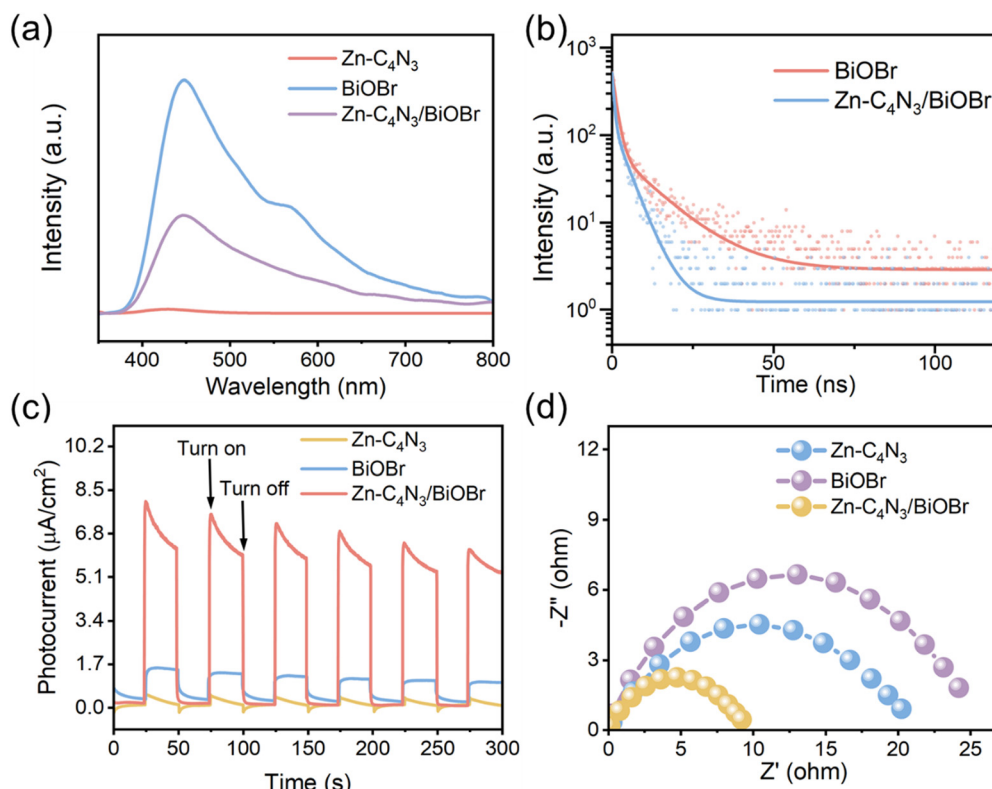 (a)
Zn-C₄N₃
BiOBr
Zn-C₄N₃/BiOBr
Intensity (a.u.)
400 500 600 700 800
Wavelength (nm)
(b)
BiOBr
Zn-C₄N₃/BiOBr
10³
10²
10¹
10⁰
Intensity (a.u.)
0 50 100
Time (ns)
(c)
Zn-C₄N₃
BiOBr
Zn-C₄N₃/BiOBr
Turn on
Turn off
10.2
8.5
6.8
5.1
3.4
1.7
0.0
Photocurrent (μA/cm²)
0 50 100 150 200 250 300
Time (s)
(d)
Zn-C₄N₃
BiOBr
Zn-C₄N₃/BiOBr
12
9
6
3
0
-Z" (ohm)
0 5 10 15 20 25
Z' (ohm)